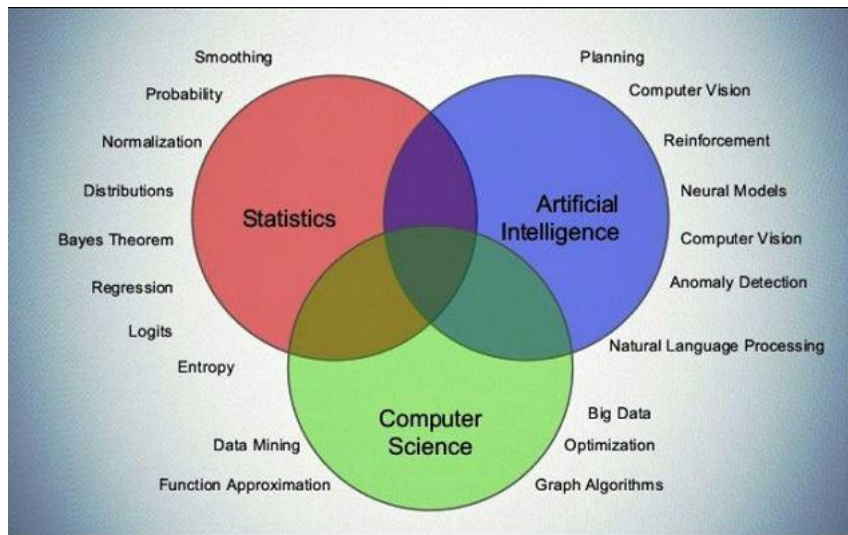 Smoothing
Probability
Normalization
Distributions
Bayes Theorem
Regression
Logits
Entropy
Statistics
Planning
Computer Vision
Reinforcement
Neural Models
Computer Vision
Anomaly Detection
Natural Language Processing
Artificial
Intelligence
Computer
Science
Data Mining
Function Approximation
Big Data
Optimization
Graph Algorithms